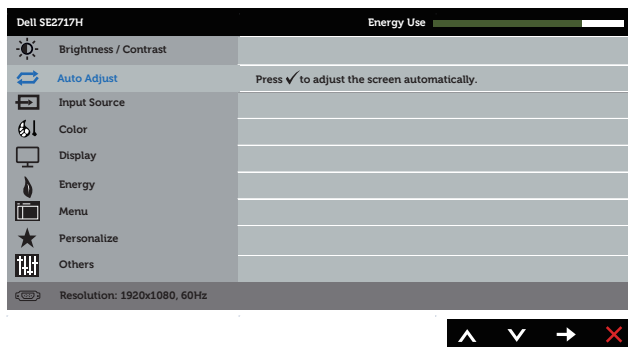 Dell SE2717H
Energy Use
Brightness / Contrast
Auto Adjust
Press ✓ to adjust the screen automatically.
Input Source
Color
Display
Energy
Menu
Personalize
Others
Resolution: 1920x1080, 60Hz